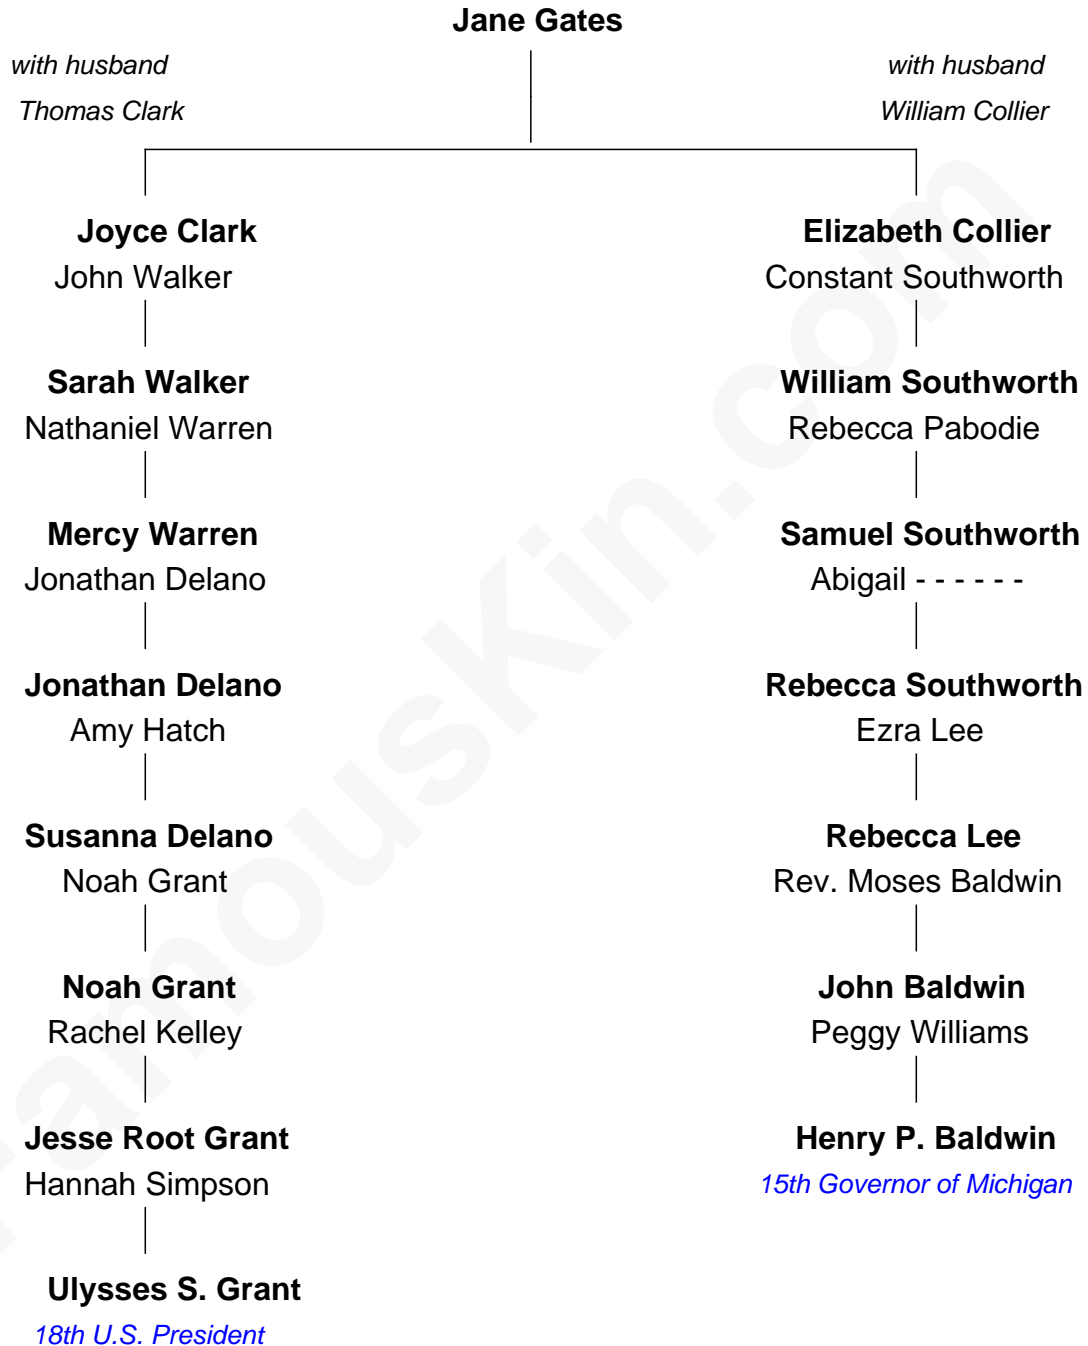 Jane Gates
with husband
Thomas Clark
with husband
William Collier
Joyce Clark
John Walker
Elizabeth Collier
Constant Southworth
Sarah Walker
Nathaniel Warren
William Southworth
Rebecca Pabodie
Mercy Warren
Jonathan Delano
Samuel Southworth
Abigail - - - - - -
Jonathan Delano
Amy Hatch
Rebecca Southworth
Ezra Lee
Susanna Delano
Noah Grant
Rebecca Lee
Rev. Moses Baldwin
Noah Grant
Rachel Kelley
John Baldwin
Peggy Williams
Jesse Root Grant
Hannah Simpson
Henry P. Baldwin
15th Governor of Michigan
Ulysses S. Grant
18th U.S. President
FamousKin.com